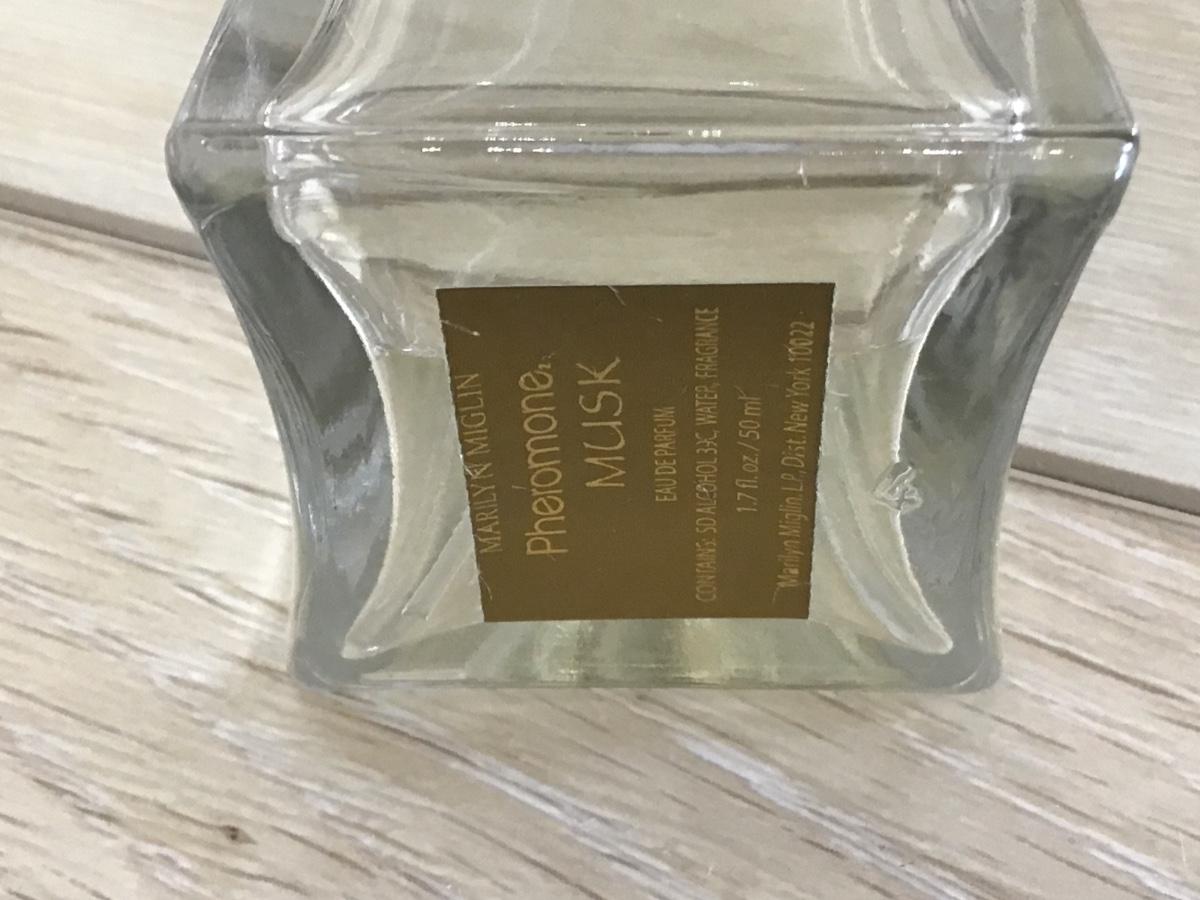 MARILYN MIGLIN
Pheromone®
MUSK
EAU DE PARFUM
CONTAINS: SD ALCOHOL 39C, WATER, FRAGRANCE
1.7 fl. oz. / 50 ml
Marilyn Miglin L.P., Dist. New York 10022